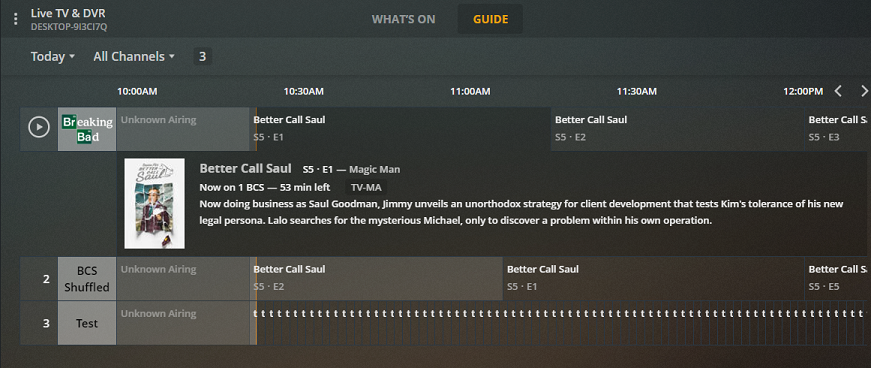 Live TV & DVR
DESKTOP-9I3CI7Q
WHAT'S ON
GUIDE
Today
All Channels
3
10:00AM 10:30AM 11:00AM 11:30AM 12:00PM
Breaking
Bad
Unknown Airing
Better Call Saul
S5 · E1
Better Call Saul
S5 · E2
Better Call S
S5 · E3
BETTER CALL
Saul
Better Call Saul S5 · E1 — Magic Man
Now on 1 BCS — 53 min left TV-MA
Now doing business as Saul Goodman, Jimmy unveils an unorthodox strategy for client development that tests Kim's tolerance of his new
legal persona. Lalo searches for the mysterious Michael, only to discover a problem within his own operation.
2
BCS
Shuffled
Unknown Airing
Better Call Saul
S5 · E2
Better Call Saul
S5 · E1
Better Call S
S5 · E5
3
Test
Unknown Airing
t t t t t t t t t t t t t t t t t t t t t t t t t t t t t t t t t t t t t t t t t t t t t t t t t t t t t t t t t t t t t t t t t t t t t t t t t t t